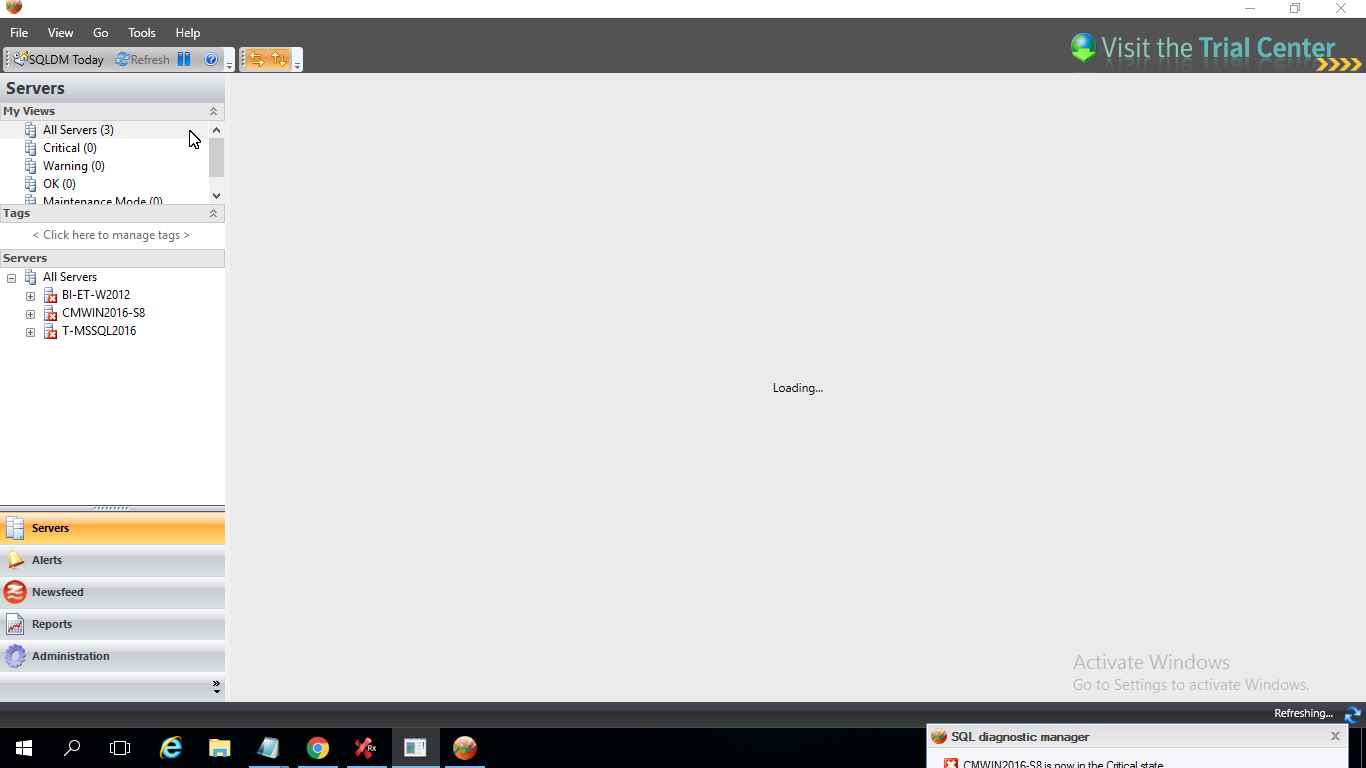 File View Go Tools Help
SQLDM Today Refresh
Visit the Trial Center
Servers
My Views
All Servers (3)
Critical (0)
Warning (0)
OK (0)
Maintenance Mode (0)
Tags
< Click here to manage tags >
Servers
All Servers
BI-ET-W2012
CMWIN2016-S8
T-MSSQL2016
Loading...
Servers
Alerts
Newsfeed
Reports
Administration
Activate Windows
Go to Settings to activate Windows.
Refreshing...
Rx
SQL diagnostic manager
CMWIN2016-S8 is now in the Critical state